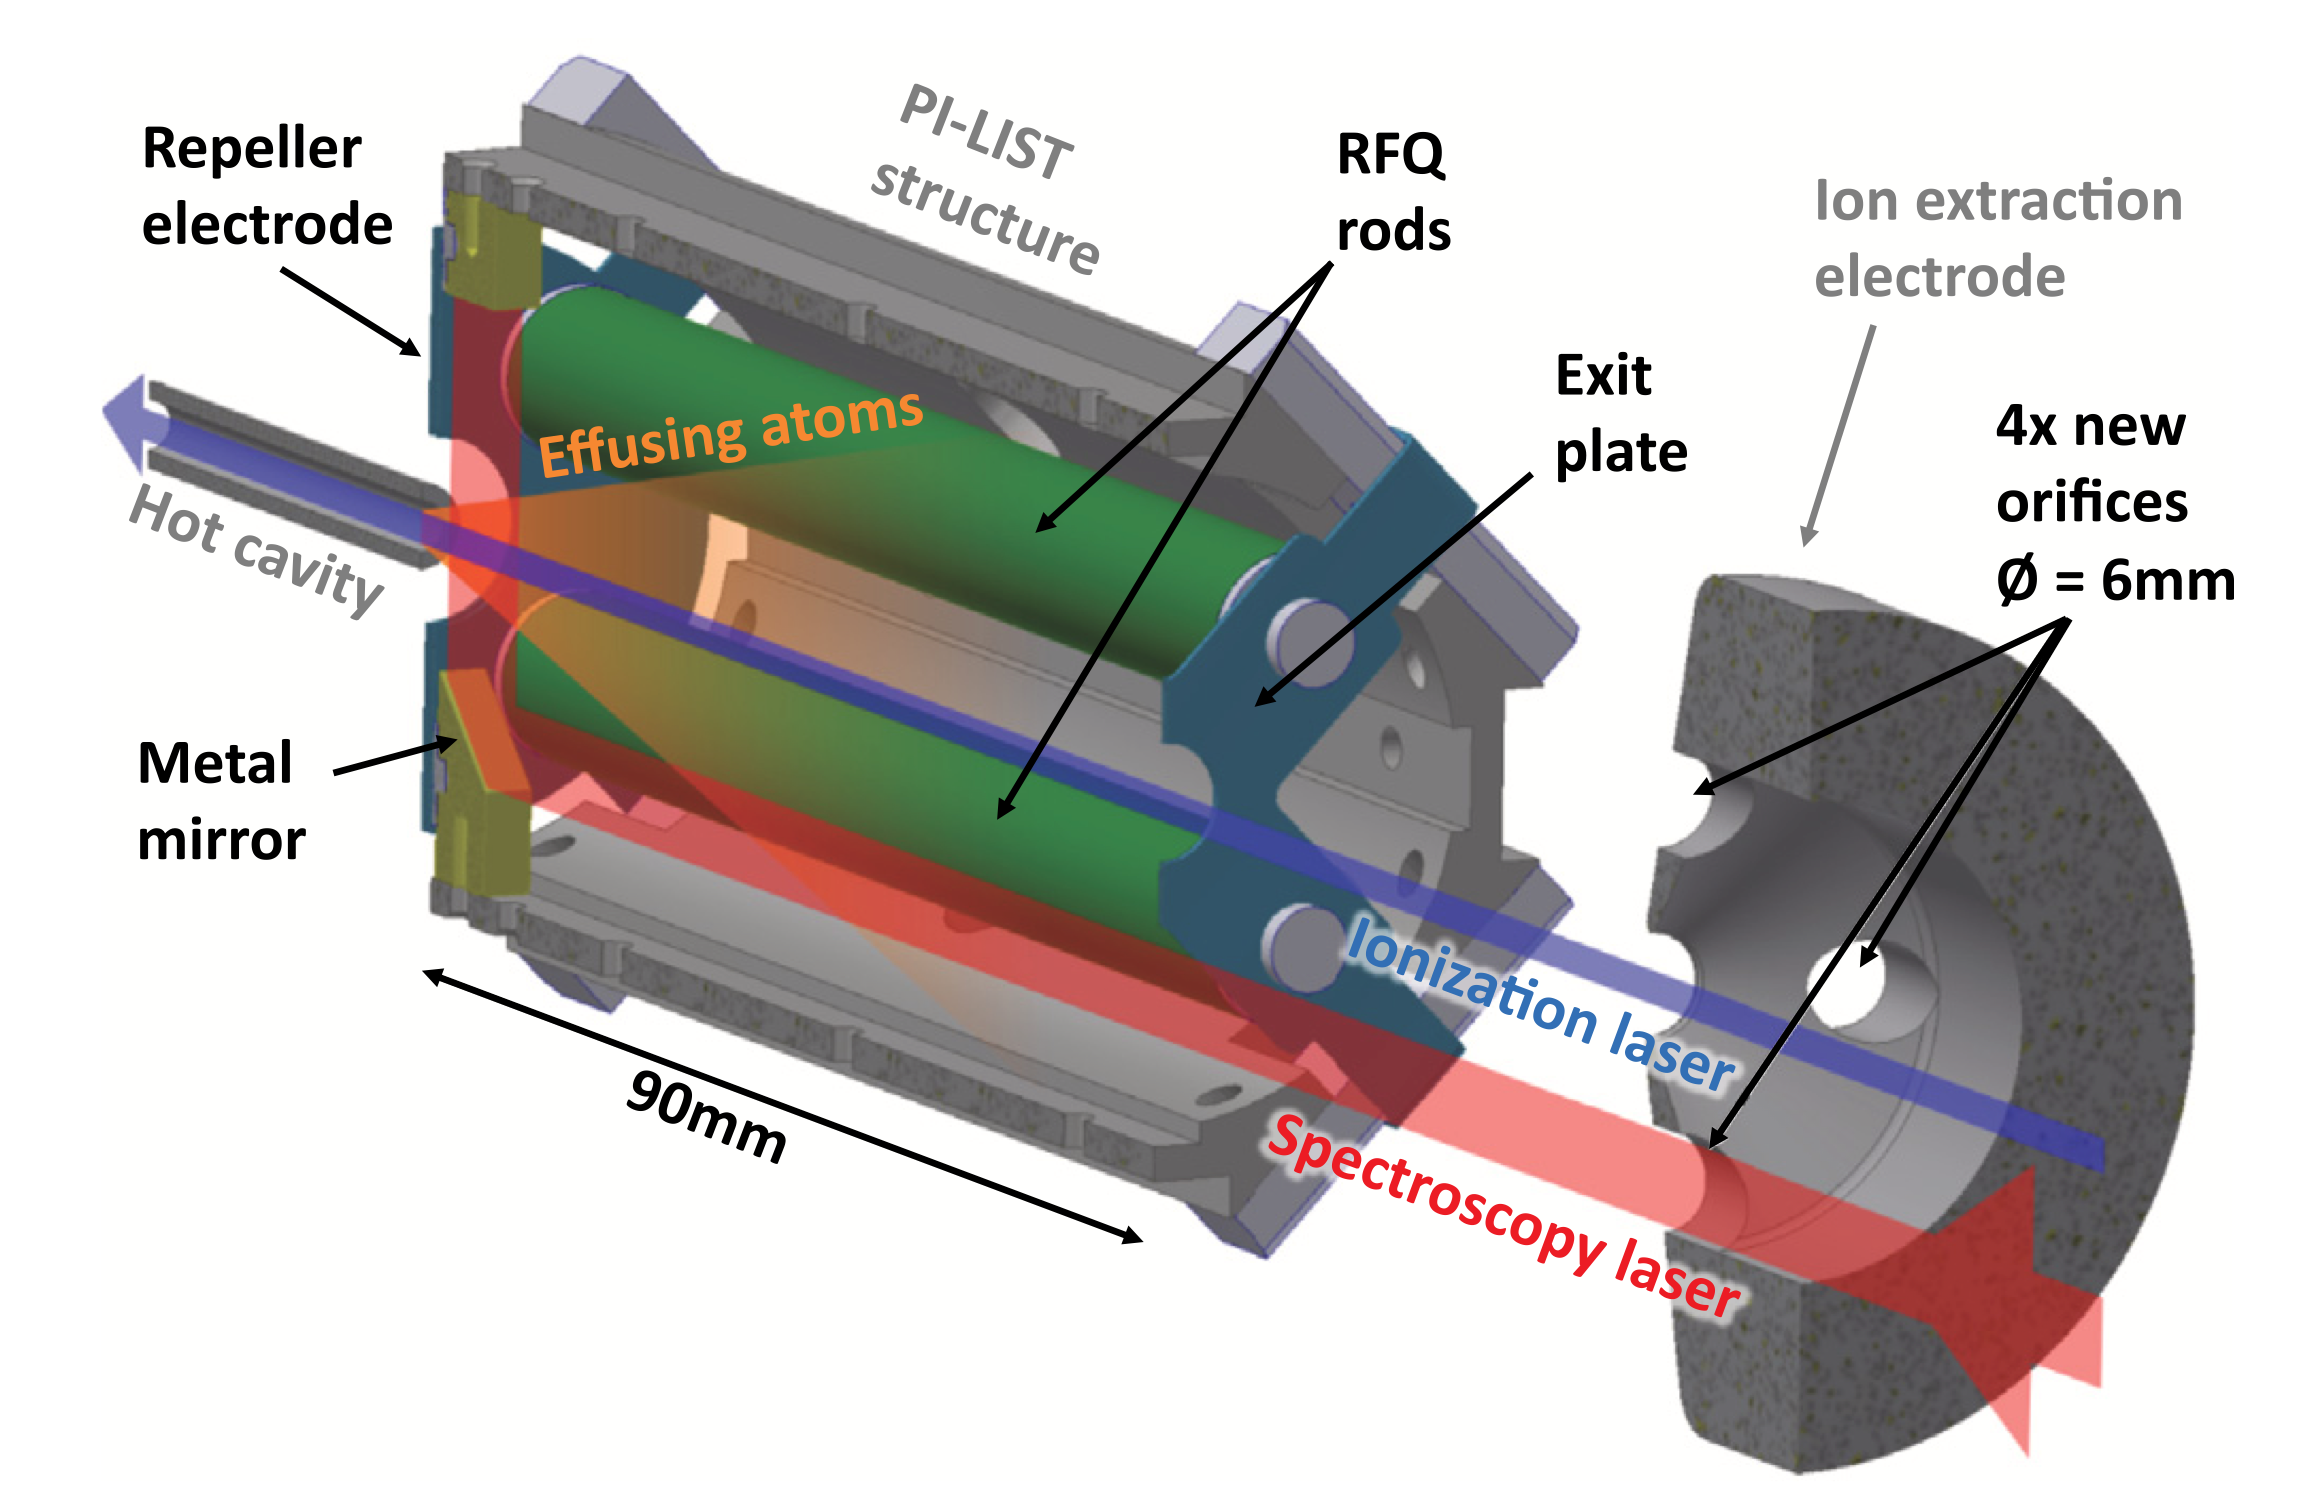 Repeller
electrode
PI-LIST
structure
RFQ
rods
Ion extraction
electrode
Exit
plate
4x new
orifices
Ø = 6mm
Effusing atoms
Hot cavity
Metal
mirror
Ionization laser
Spectroscopy laser
90mm